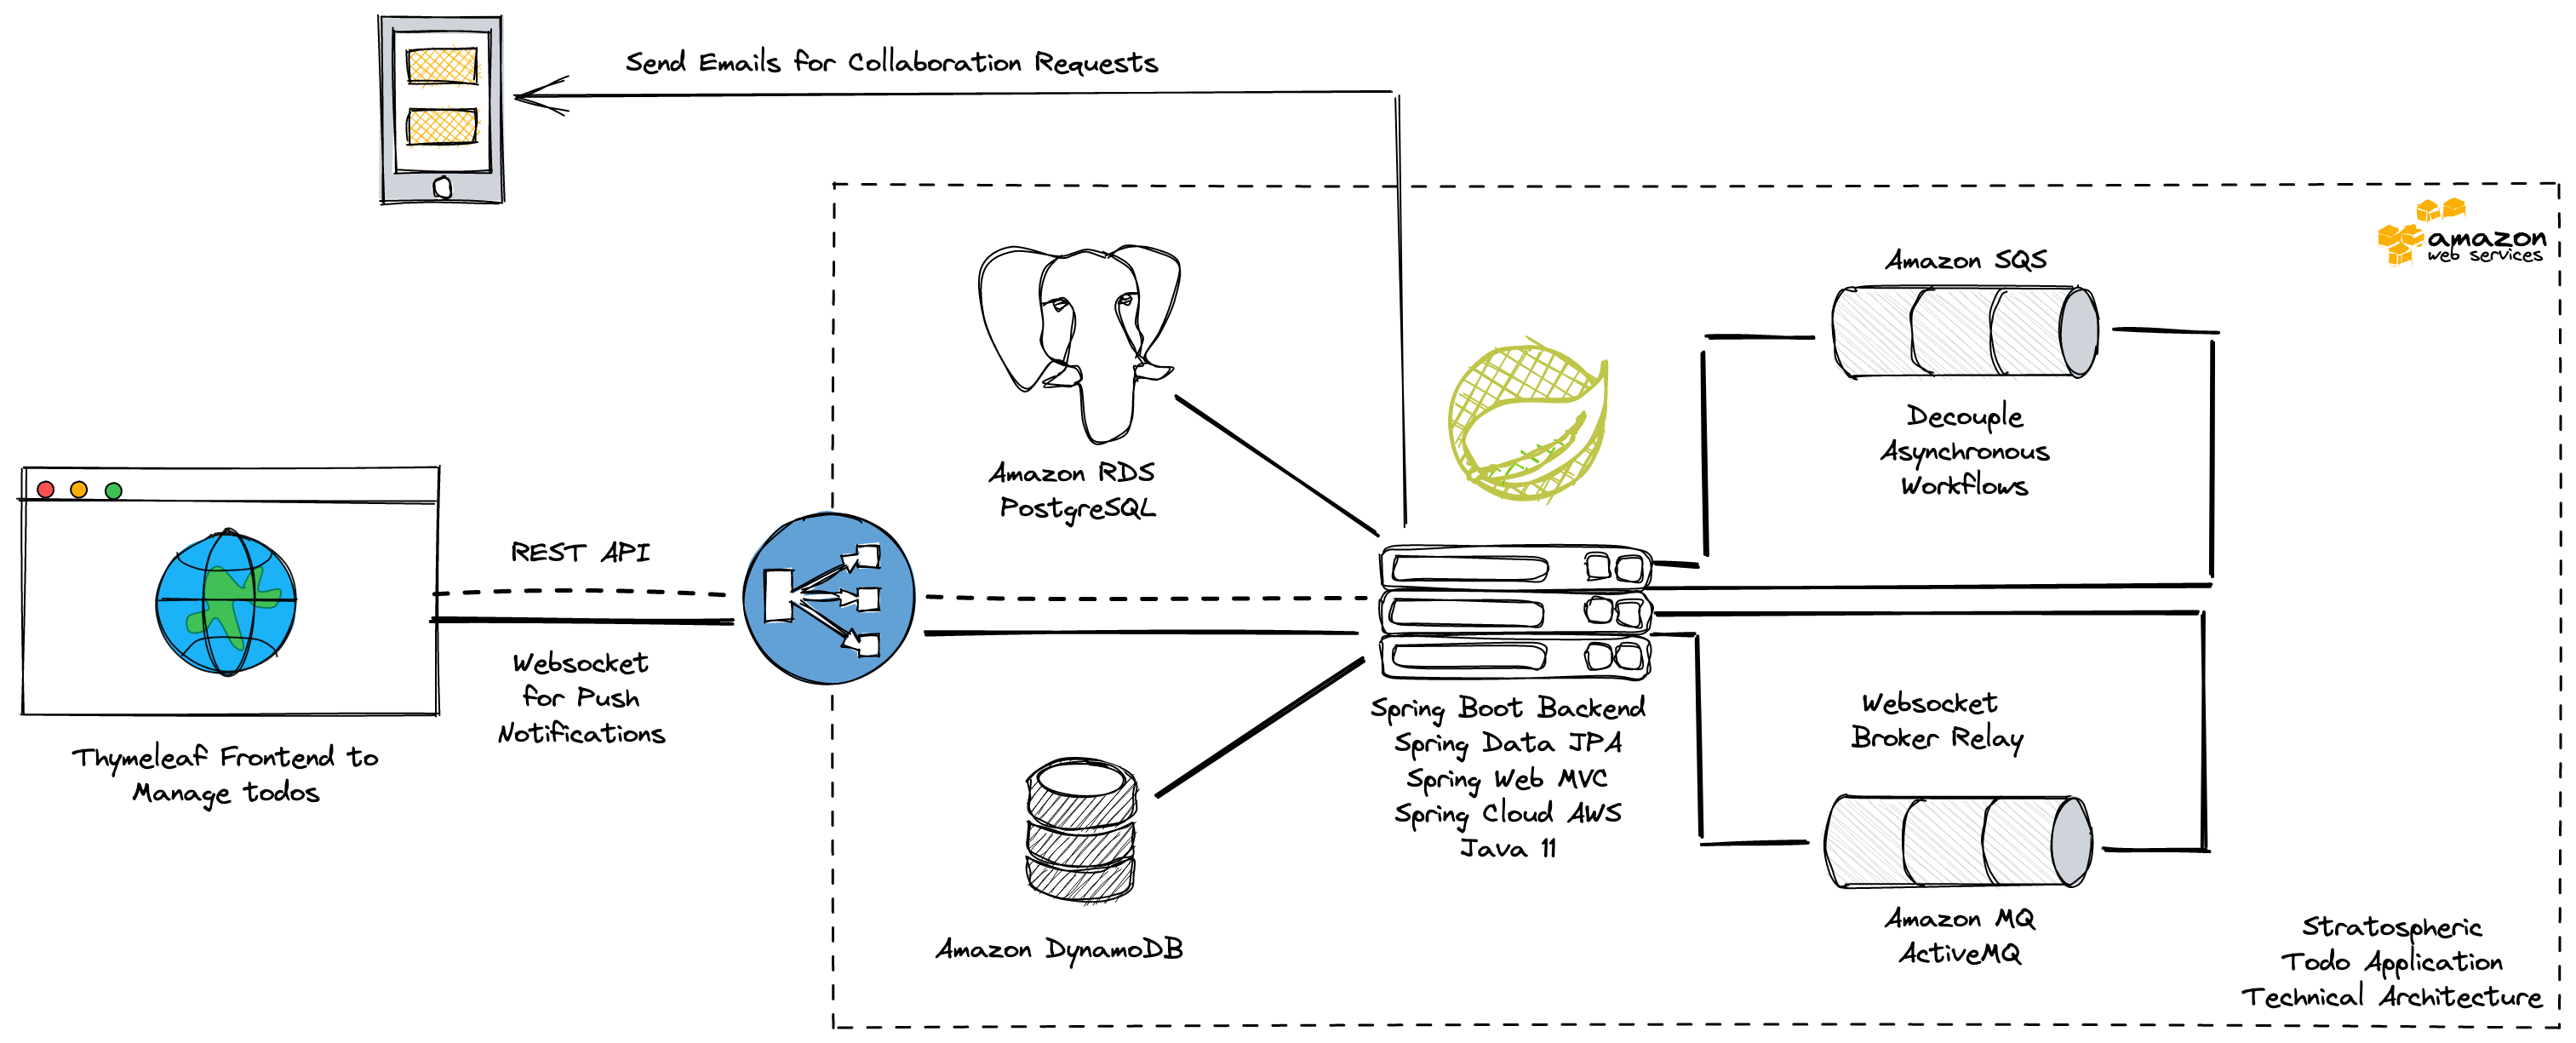 Send Emails for Collaboration Requests
amazon
web services
Amazon SQS
Decouple
Asynchronous
Workflows
Amazon RDS
PostgreSQL
REST API
Websocket
for Push
Notifications
Thymeleaf Frontend to
Manage todos
Spring Boot Backend
Spring Data JPA
Spring Web MVC
Spring Cloud AWS
Java 11
Websocket
Broker Relay
Amazon DynamoDB
Amazon MQ
ActiveMQ
Stratospheric
Todo Application
Technical Architecture